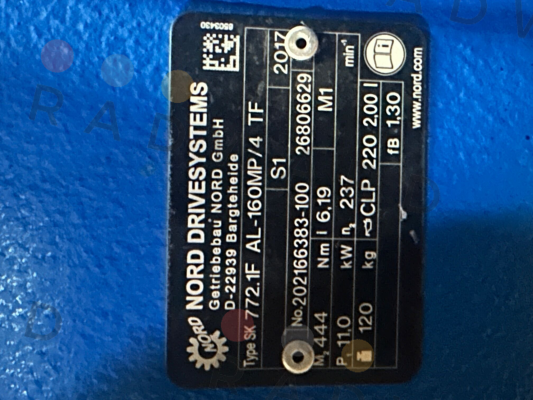 8503430
NORD
NORD DRIVESYSTEMS
Getriebebau NORD GmbH
D-22939 Bargteheide
Type SK 772.1F AL-160MP/4 TF
S1 2017
No. 202166383-100 26806629
M₂ 444 Nm i 6,19 M1
P₁ 11.0 kW n₂ 237 min⁻¹
120 kg CLP 220 2,00 l
fB 1,30
www.nord.com